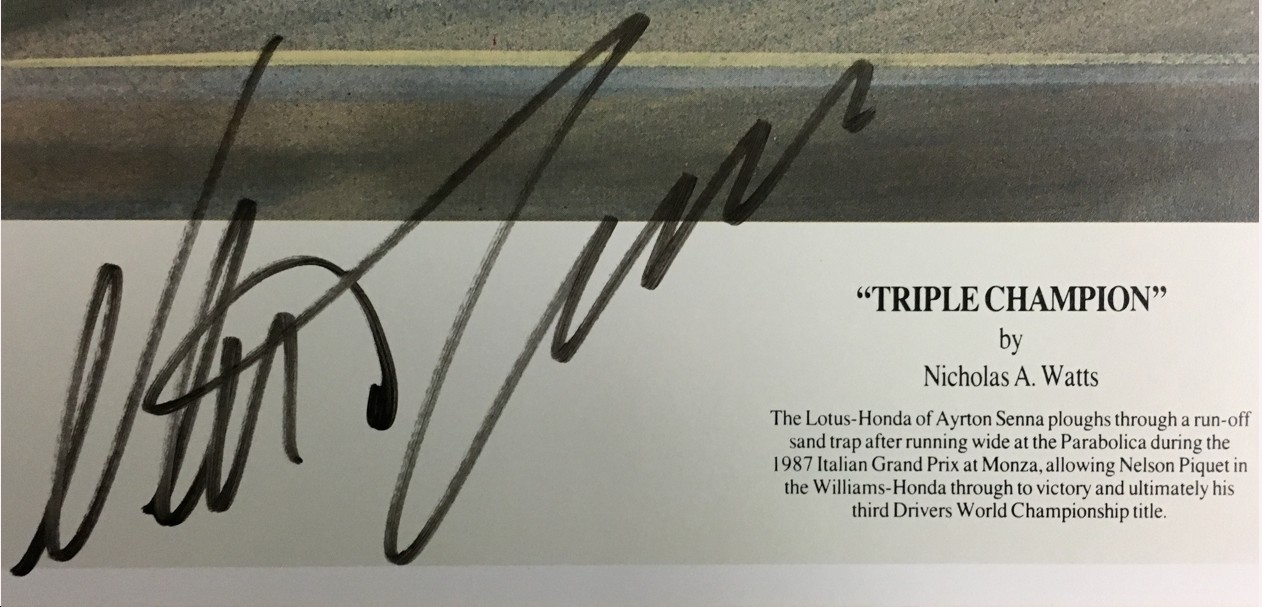 “TRIPLE CHAMPION”
by
Nicholas A. Watts
The Lotus-Honda of Ayrton Senna ploughs through a run-off
sand trap after running wide at the Parabolica during the
1987 Italian Grand Prix at Monza, allowing Nelson Piquet in
the Williams-Honda through to victory and ultimately his
third Drivers World Championship title.